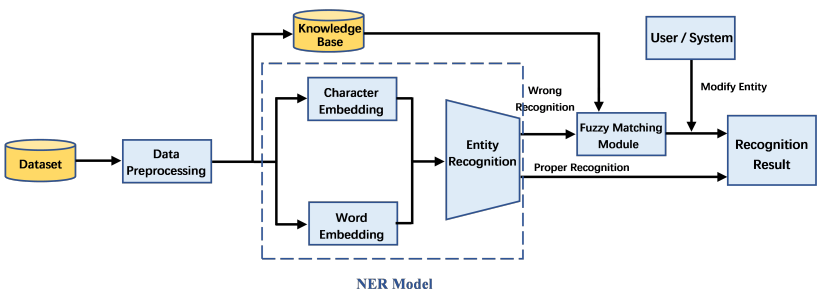 Knowledge
Base
User / System
Character
Embedding
Wrong
Recognition
Modify Entity
Fuzzy Matching
Module
Entity
Recognition
Data
Preprocessing
Dataset
Recognition
Result
Proper Recognition
Word
Embedding
NER Model